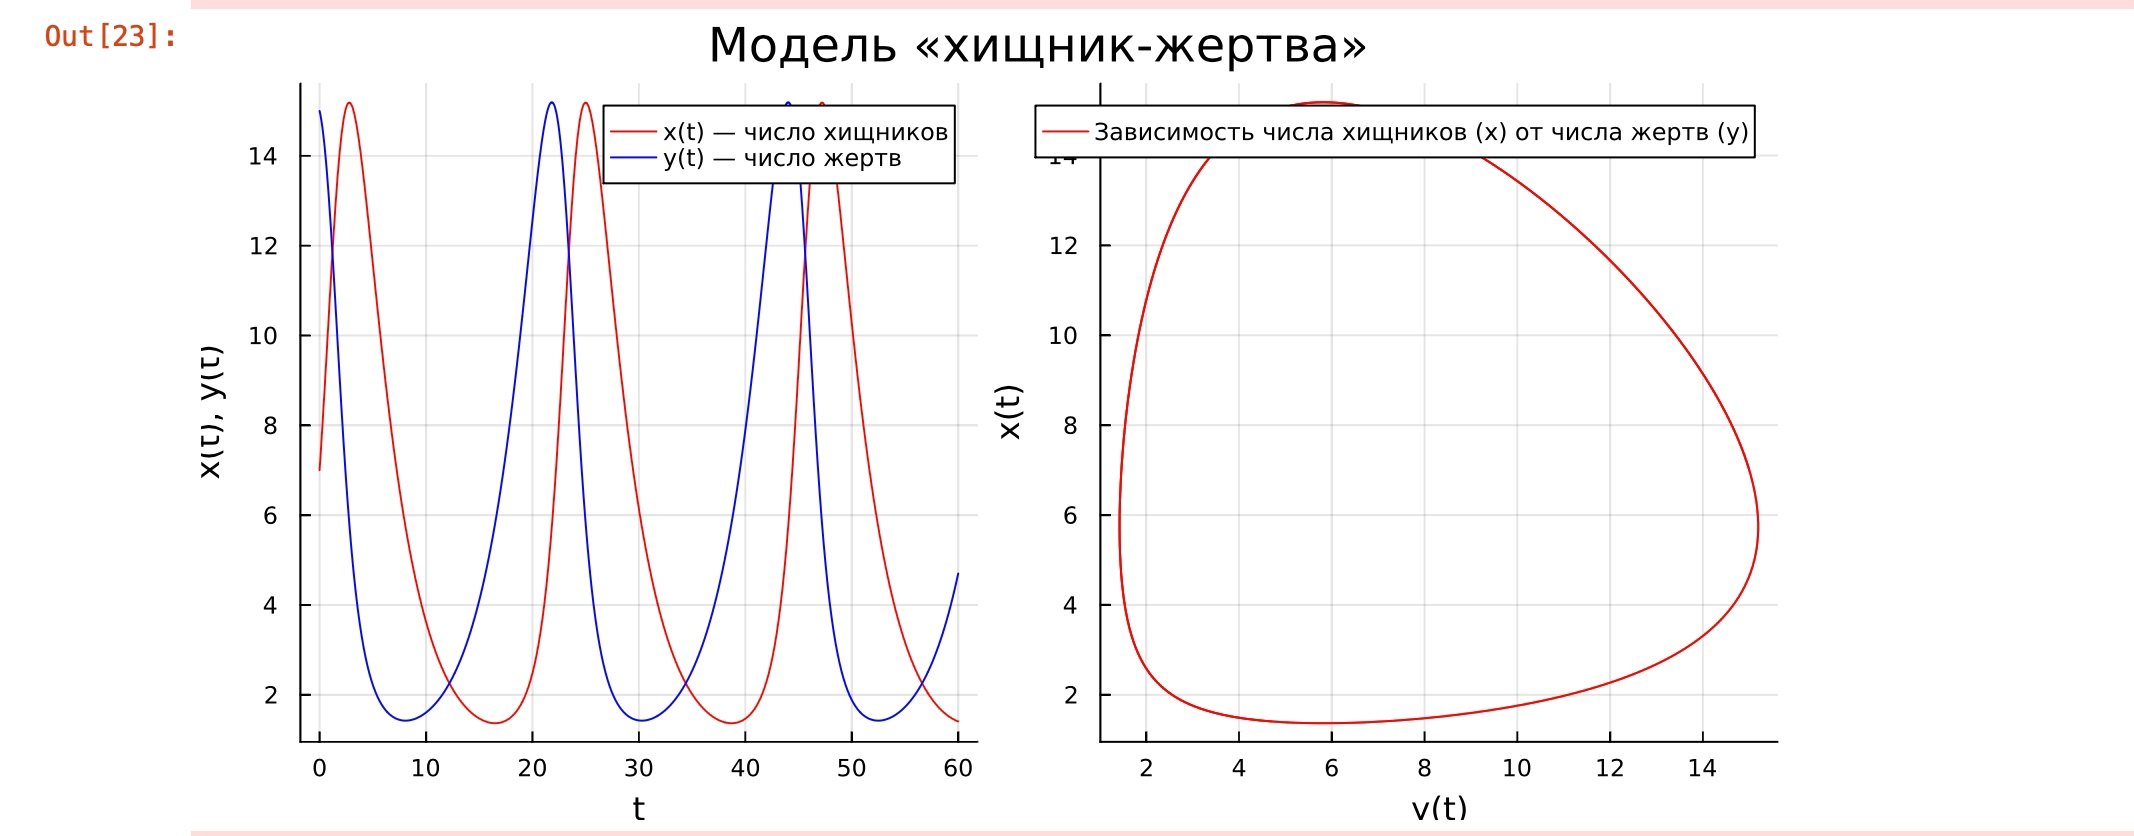 Out[23]:
Модель «хищник-жертва»
x(t) — число хищников
y(t) — число жертв
14
12
10
8
6
4
2
x(t), y(t)
0 10 20 30 40 50 60
t
Зависимость числа хищников (x) от числа жертв (y)
14
12
10
8
6
4
2
x(t)
2 4 6 8 10 12 14
y(t)